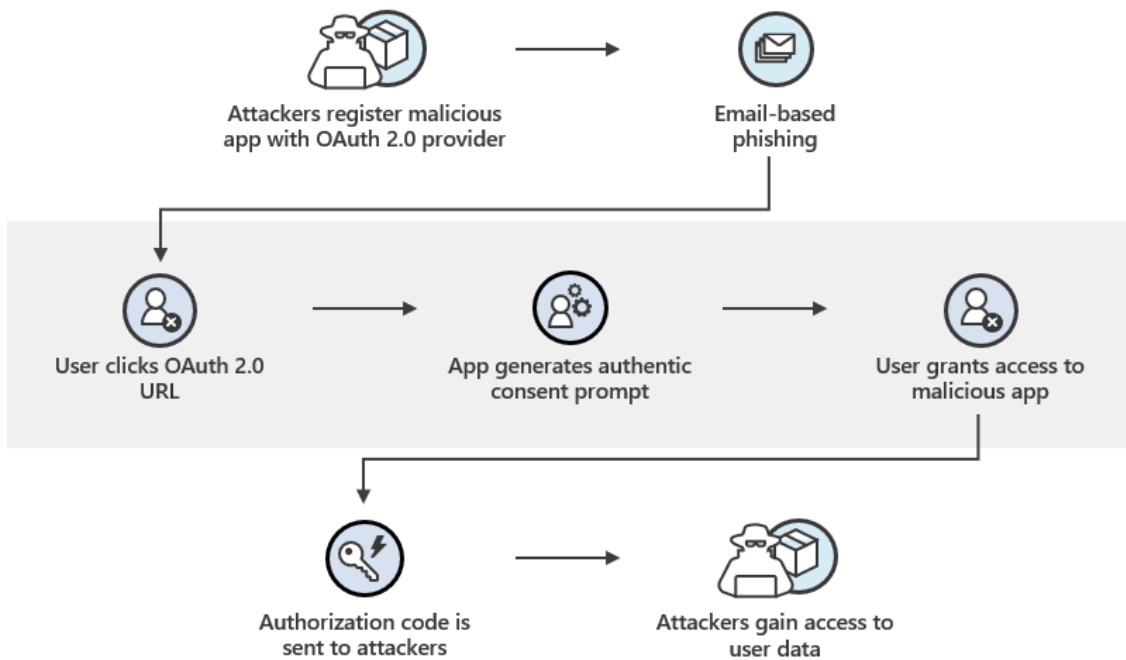 Attackers register malicious
app with OAuth 2.0 provider
Email-based
phishing
User clicks OAuth 2.0
URL
App generates authentic
consent prompt
User grants access to
malicious app
Authorization code is
sent to attackers
Attackers gain access to
user data